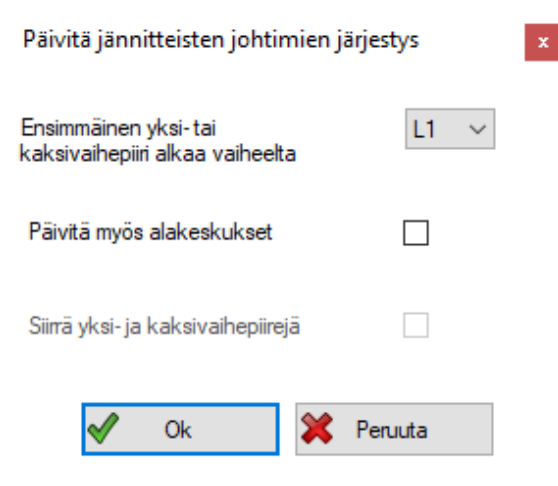 Päivitä jännitteisten johtimien järjestys
x
Ensimmäinen yksi- tai
kaksivaihepiiri alkaa vaiheelta
L1
Päivitä myös alakeskukset
Siirrä yksi- ja kaksivaihepiirejä
Ok
Peruuta